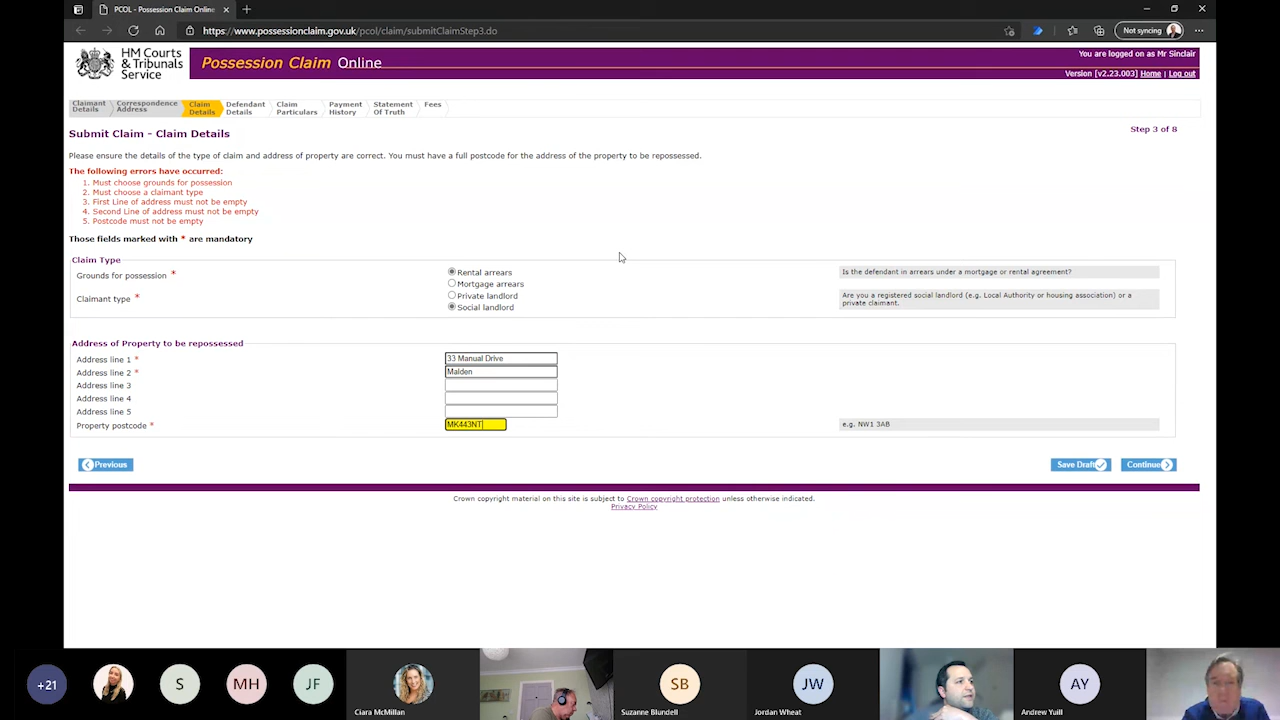 PCOL - Possession Claim Online
https://www.possessionclaim.gov.uk/pcol/claim/submitClaimStep3.do
Not syncing
HM Courts
& Tribunals
Service
Possession Claim Online
You are logged on as Mr Sinclair
Version [v2.23.003] Home | Log out
Claimant Details
Correspondence Address
Claim Details
Defendant Details
Claim Particulars
Payment History
Statement Of Truth
Fees
Submit Claim - Claim Details
Step 3 of 8
Please ensure the details of the type of claim and address of property are correct. You must have a full postcode for the address of the property to be repossessed.
The following errors have occurred:
1. Must choose grounds for possession
2. Must choose a claimant type
3. First Line of address must not be empty
4. Second Line of address must not be empty
5. Postcode must not be empty
Those fields marked with * are mandatory
Claim Type
Grounds for possession *
Rental arrears
Is the defendant in arrears under a mortgage or rental agreement?
Mortgage arrears
Claimant type *
Private landlord
Are you a registered social landlord (e.g. Local Authority or housing association) or a
private claimant.
Social landlord
Address of Property to be repossessed
Address line 1 * 33 Manual Drive
Address line 2 * Malden
Address line 3
Address line 4
Address line 5
Property postcode * MK443NT e.g. NW1 3AB
Previous
Save Draft
Continue
Crown copyright material on this site is subject to Crown copyright protection unless otherwise indicated.
Privacy Policy
+21
S
MH
JF
Ciara McMillan
SB
Suzanne Blundell
JW
Jordan Wheat
AY
Andrew Yuill